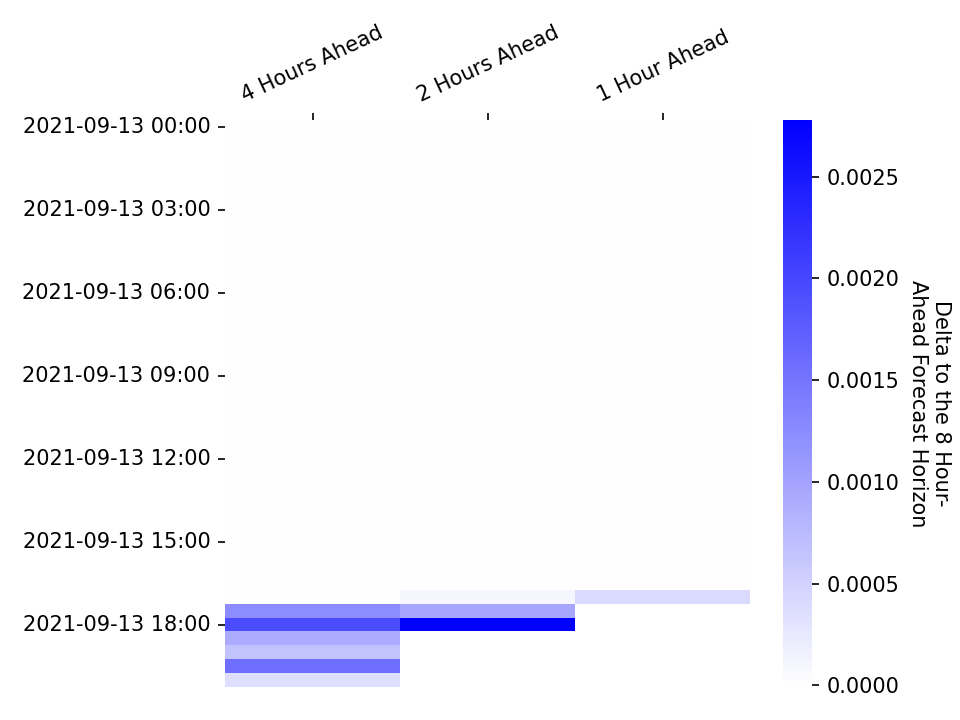 4 Hours Ahead
2 Hours Ahead
1 Hour Ahead
2021-09-13 00:00
2021-09-13 03:00
2021-09-13 06:00
2021-09-13 09:00
2021-09-13 12:00
2021-09-13 15:00
2021-09-13 18:00
0.0025
0.0020
0.0015
0.0010
0.0005
0.0000
Delta to the 8 Hour-
Ahead Forecast Horizon